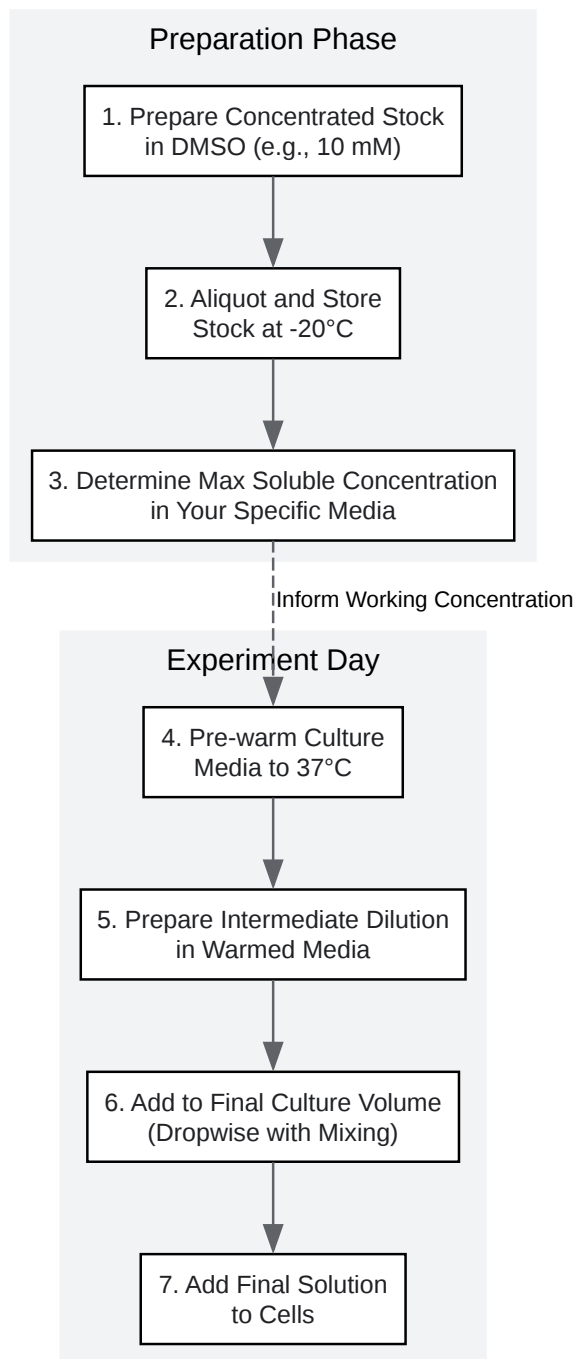 Preparation Phase
1. Prepare Concentrated Stock
in DMSO (e.g., 10 mM)
2. Aliquot and Store
Stock at -20°C
3. Determine Max Soluble Concentration
in Your Specific Media
Inform Working Concentration
Experiment Day
4. Pre-warm Culture
Media to 37°C
5. Prepare Intermediate Dilution
in Warmed Media
6. Add to Final Culture Volume
(Dropwise with Mixing)
7. Add Final Solution
to Cells